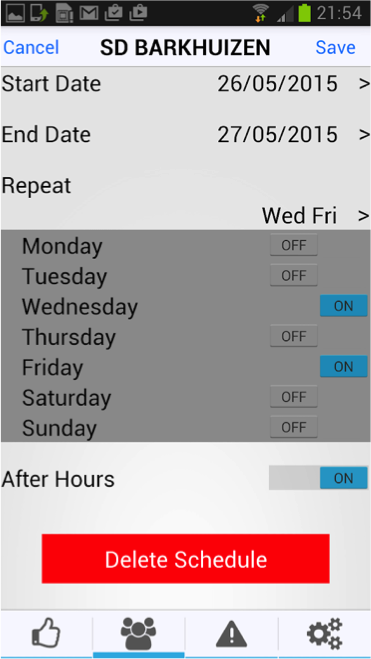 21:54
Cancel SD BARKHUIZEN Save
Start Date 26/05/2015 >
End Date 27/05/2015 >
Repeat
Wed Fri >
Monday OFF
Tuesday OFF
Wednesday ON
Thursday OFF
Friday ON
Saturday OFF
Sunday OFF
After Hours ON
Delete Schedule